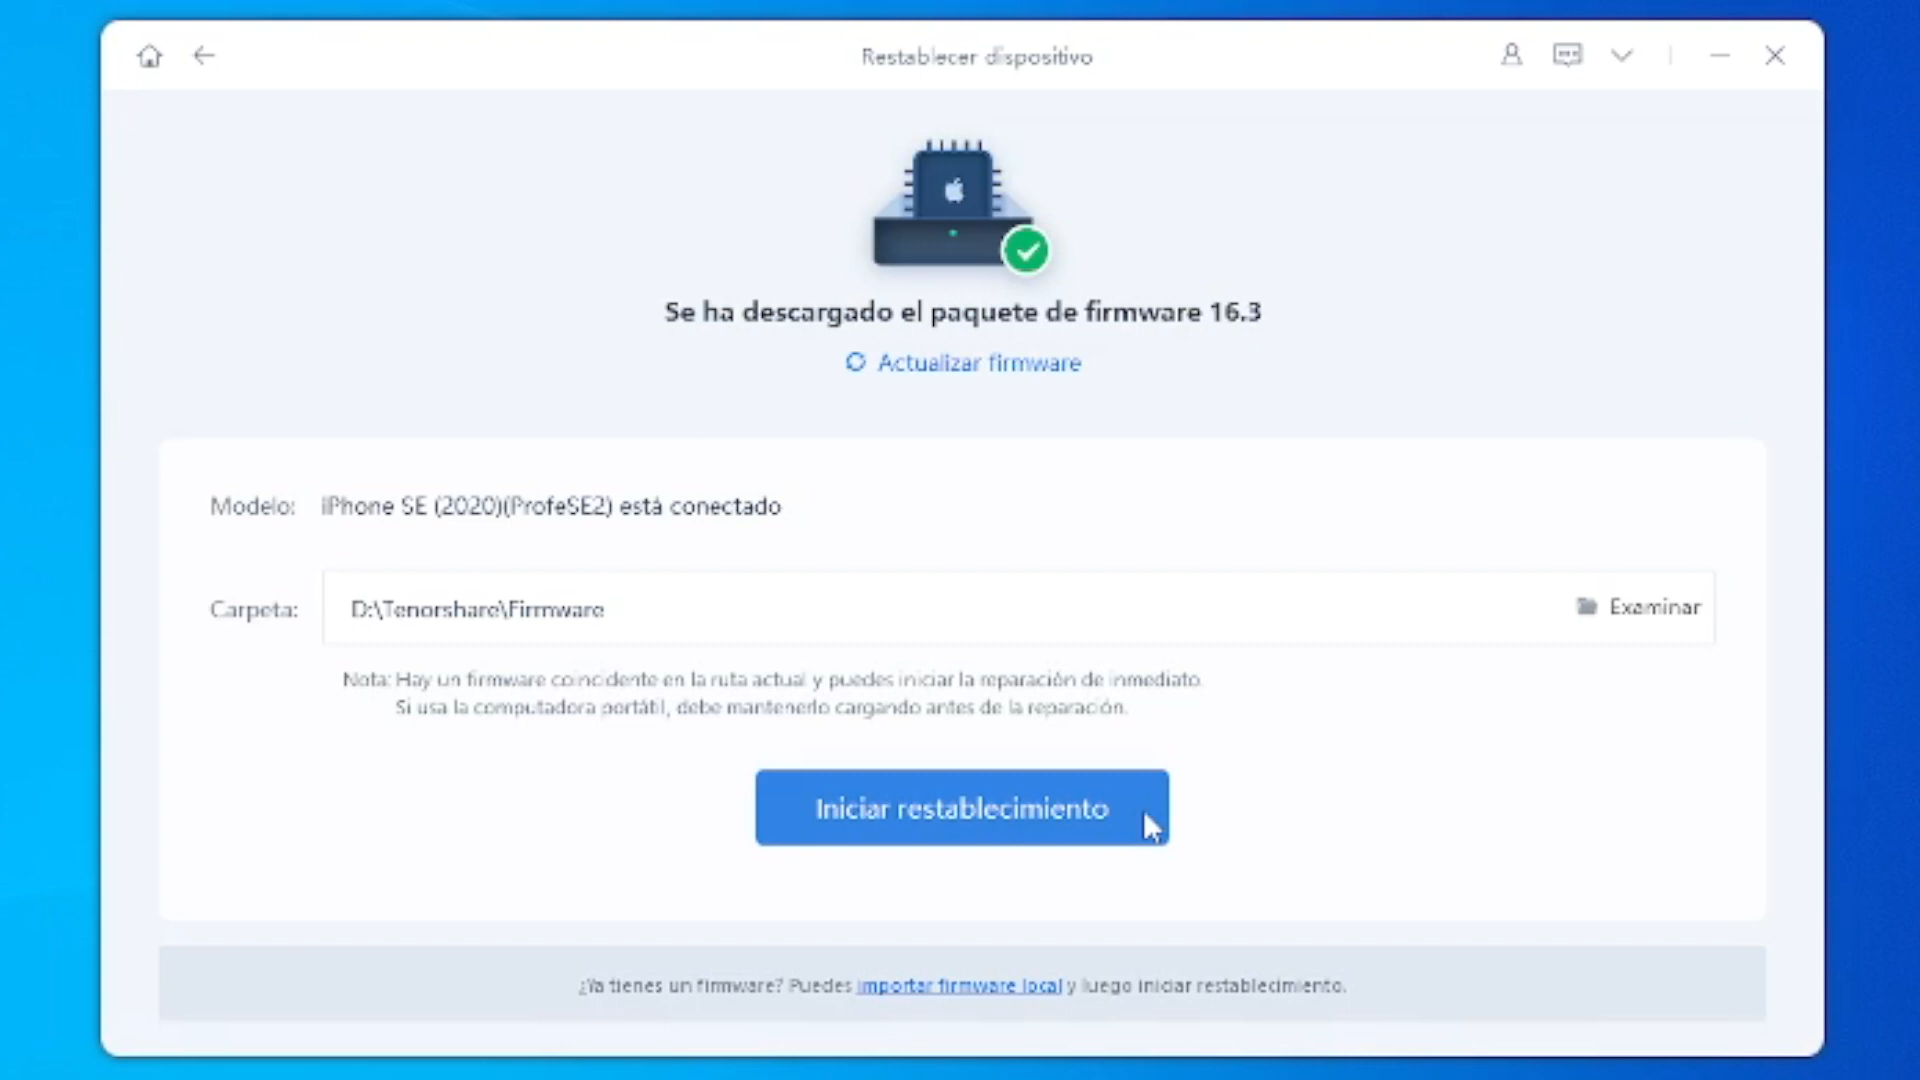 Restablecer dispositivo
Se ha descargado el paquete de firmware 16.3
Actualizar firmware
Modelo: iPhone SE (2020)(ProfeSE2) está conectado
Carpeta: D:\Tenorshare\Firmware
Examinar
Nota: Hay un firmware coincidente en la ruta actual y puedes iniciar la reparación de inmediato.
Si usa la computadora portátil, debe mantenerlo cargando antes de la reparación.
Iniciar restablecimiento
¿Ya tienes un firmware? Puedes importar firmware local y luego iniciar restablecimiento.